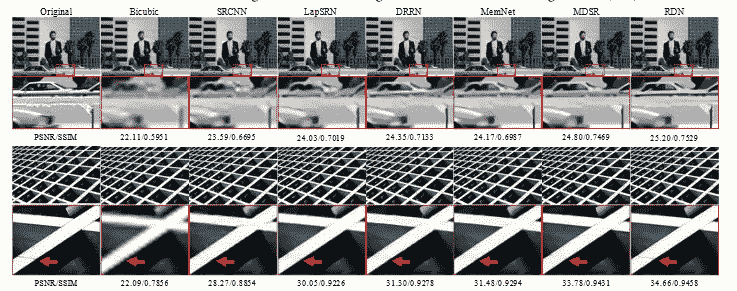 Original Bicubic SRCNN LapSRN DRRN MemNet MDSR RDN
PSNR/SSIM 22.11/0.5951 23.59/0.6695 24.03/0.7019 24.35/0.7133 24.17/0.6987 24.80/0.7469 25.20/0.7529
PSNR/SSIM 22.09/0.7856 28.27/0.8854 30.05/0.9226 31.30/0.9278 31.48/0.9294 33.78/0.9431 34.66/0.9458